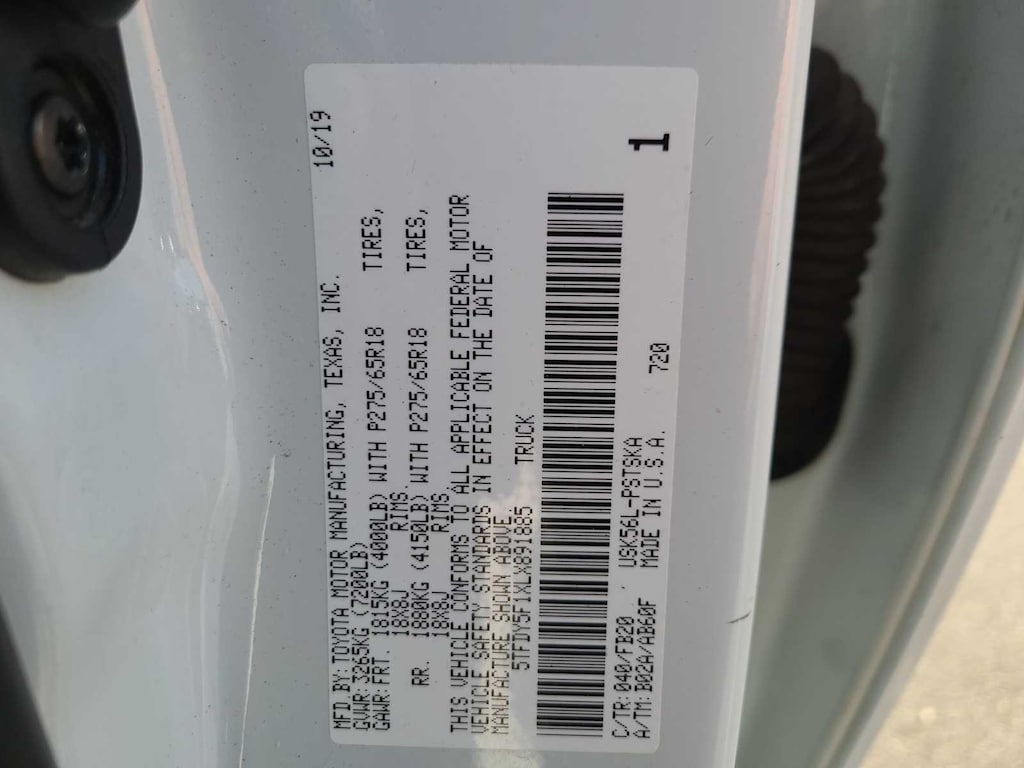 MFD.BY:TOYOTA MOTOR MANUFACTURING, TEXAS, INC. 10/19
GVWR:3265KG (7200LB)
GAWR:FRT. 1815KG (4000LB) WITH P275/65R18 TIRES,
18X8J RIMS.
RR. 1880KG (4150LB) WITH P275/65R18 TIRES,
18X8J RIMS
THIS VEHICLE CONFORMS TO ALL APPLICABLE FEDERAL MOTOR
VEHICLE SAFETY STANDARDS IN EFFECT ON THE DATE OF
MANUFACTURE SHOWN ABOVE.
5TFDY5F1XLX891885 TRUCK
C/TR:040/FB20 USK56L-PSTSKA 720 1
A/TM:B02A/AB60F MADE IN U.S.A.